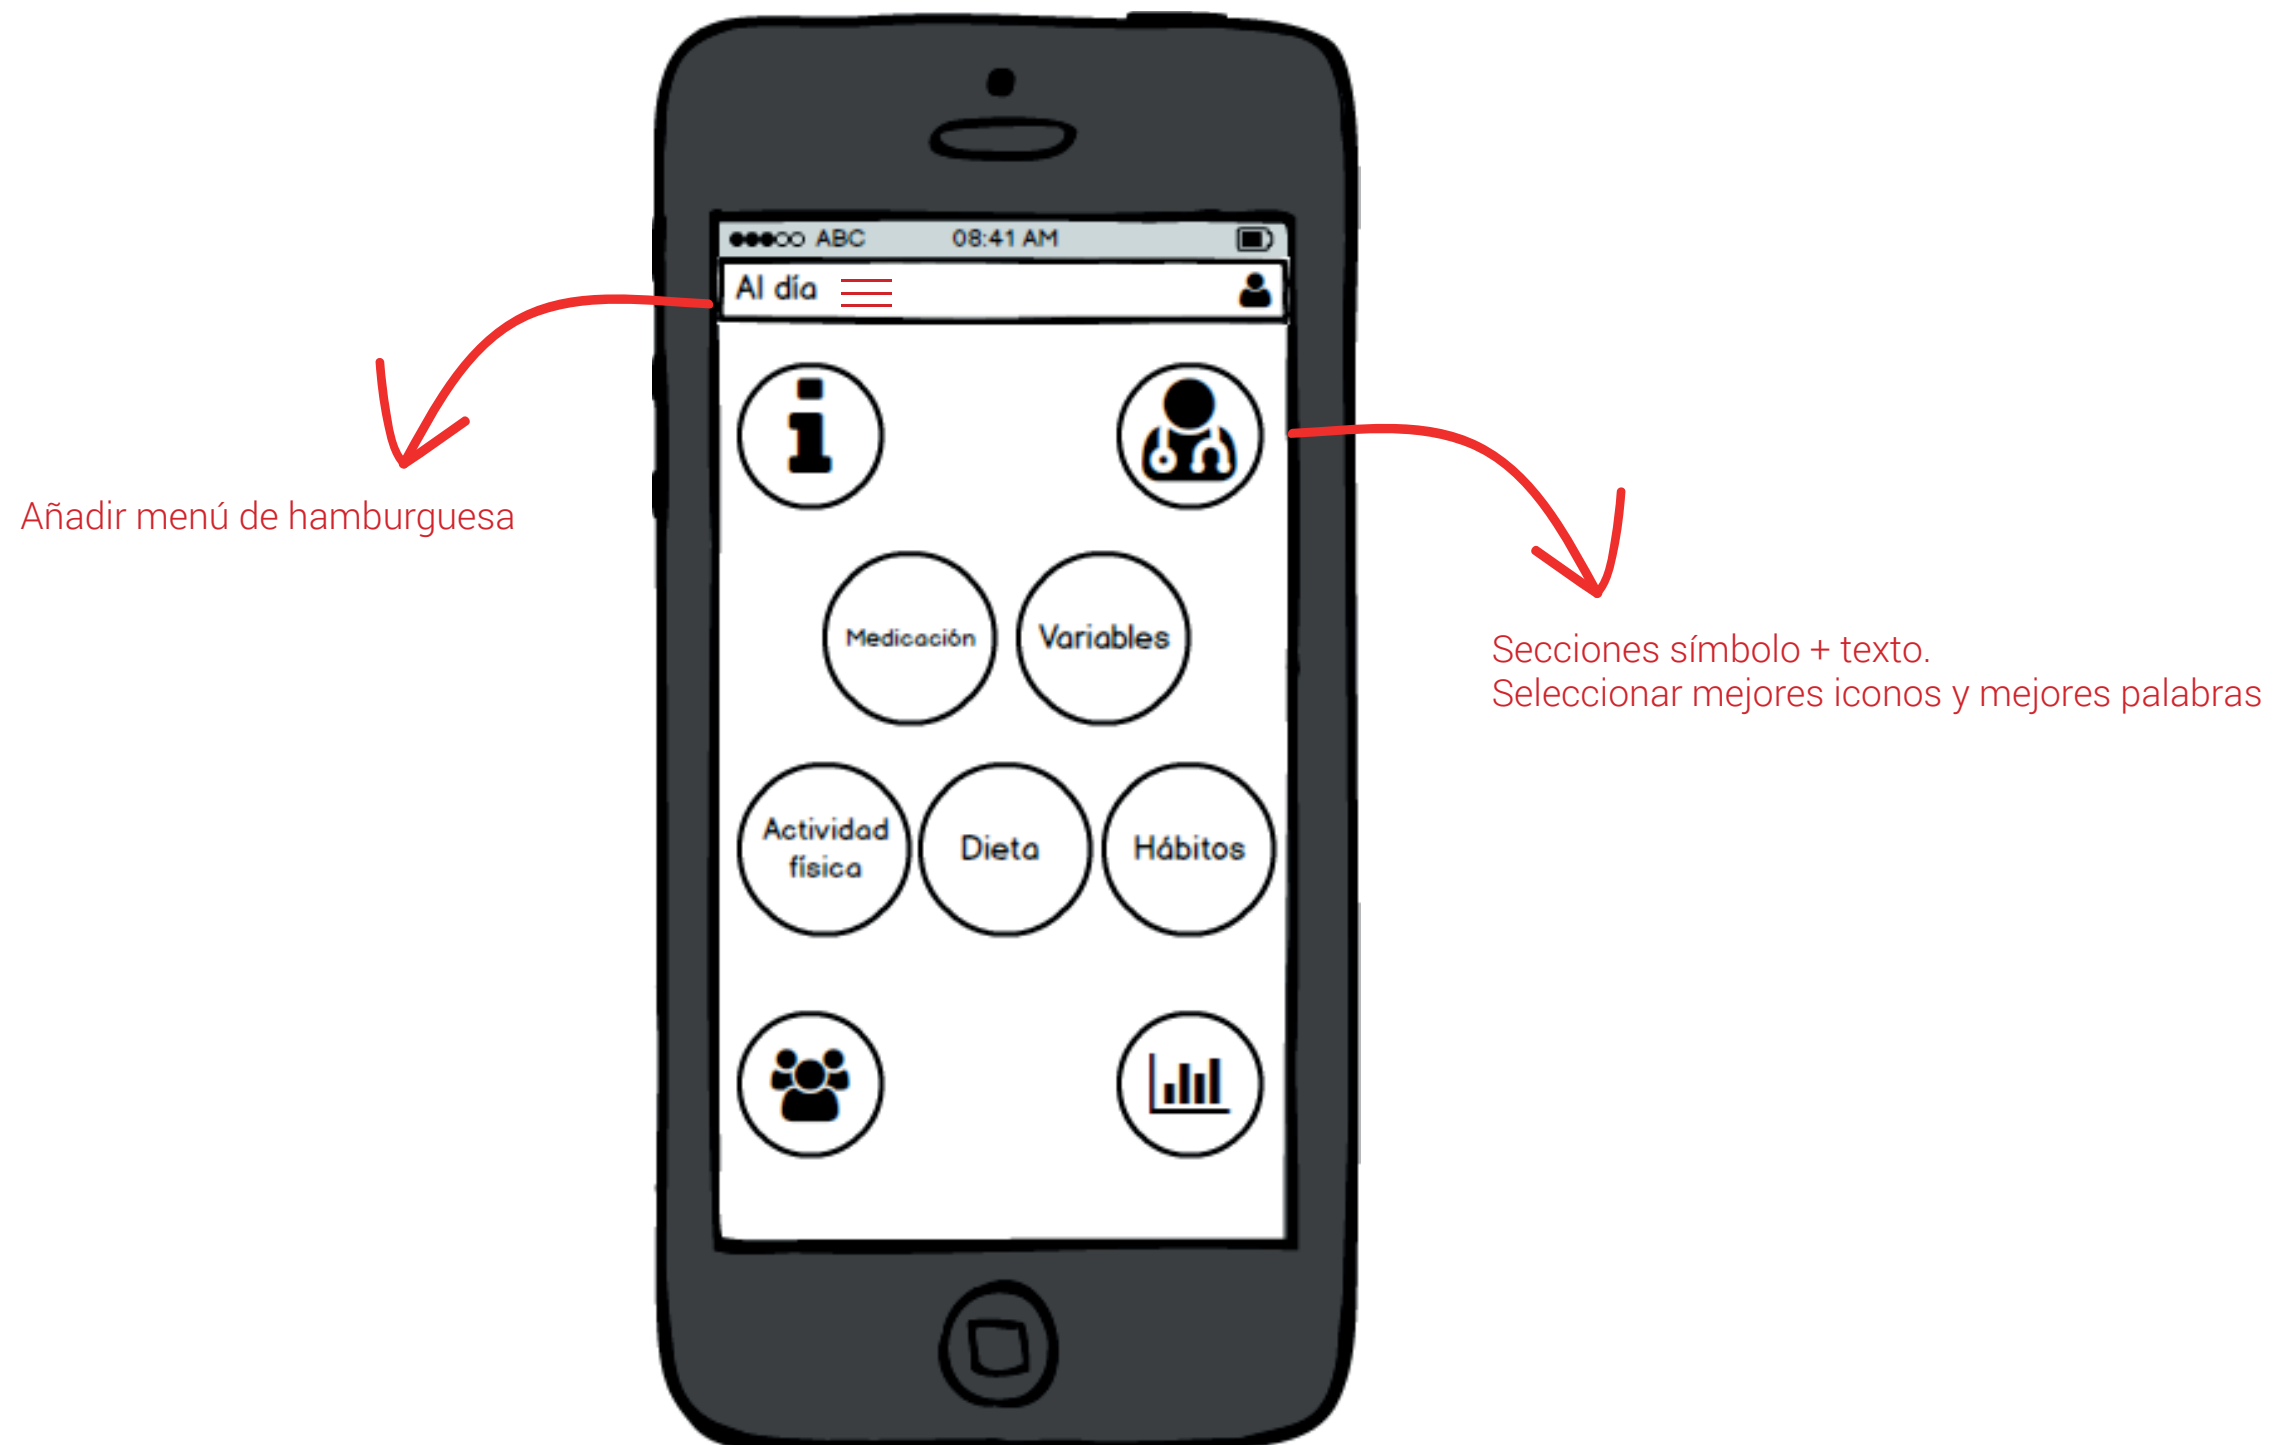 ABC 08:41 AM
Al día
Añadir menú de hamburguesa
Medicación Variables
Secciones símbolo + texto.
Seleccionar mejores iconos y mejores palabras
Actividad
física
Dieta
Hábitos